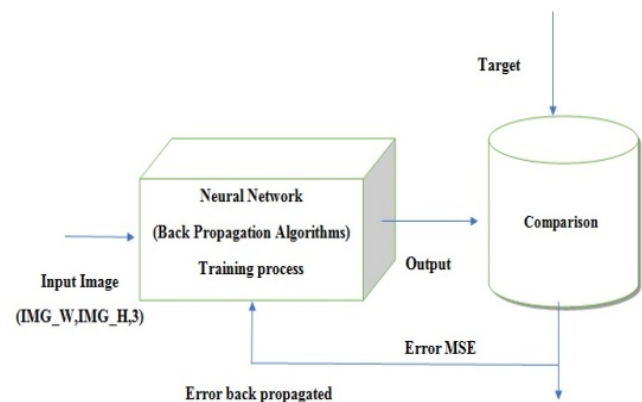 Target
Neural Network
(Back Propagation Algorithms)
Training process
Comparison
Input Image
(IMG_W,IMG_H,3)
Output
Error MSE
Error back propagated